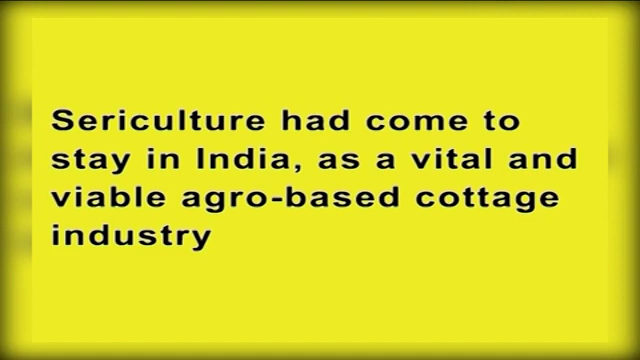 Sericulture had come to
stay in India, as a vital and
viable agro-based cottage
industry